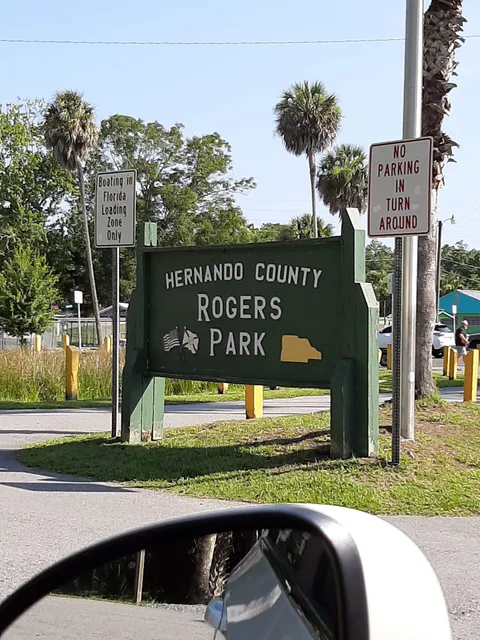 Boating in
Florida
Loading
Zone
Only
HERNANDO COUNTY
ROGERS
PARK
NO
PARKING
IN
TURN
AROUND